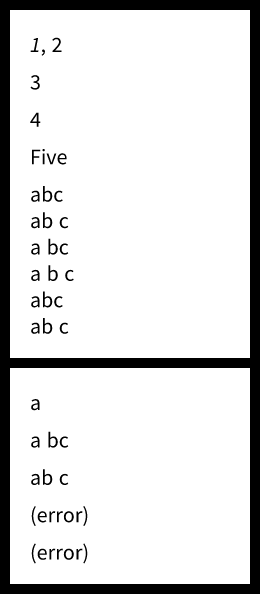 1, 2
3
4
Five
abc
ab c
a bc
a b c
abc
ab c
a
a bc
ab c
(error)
(error)